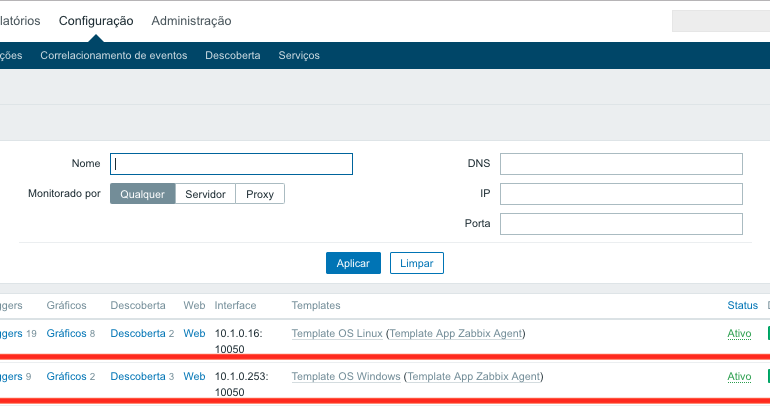 latórios Configuração Administração
ções Correlacionamento de eventos Descoberta Serviços
Nome DNS
Monitorado por Qualquer Servidor Proxy IP
Porta
Aplicar Limpar
ggers Gráficos Descoberta Web Interface Templates Status
ggers 19 Gráficos 8 Descoberta 2 Web 10.1.0.16: Template OS Linux (Template App Zabbix Agent) Ativo
10050
ggers 9 Gráficos 2 Descoberta 3 Web 10.1.0.253: Template OS Windows (Template App Zabbix Agent) Ativo
10050